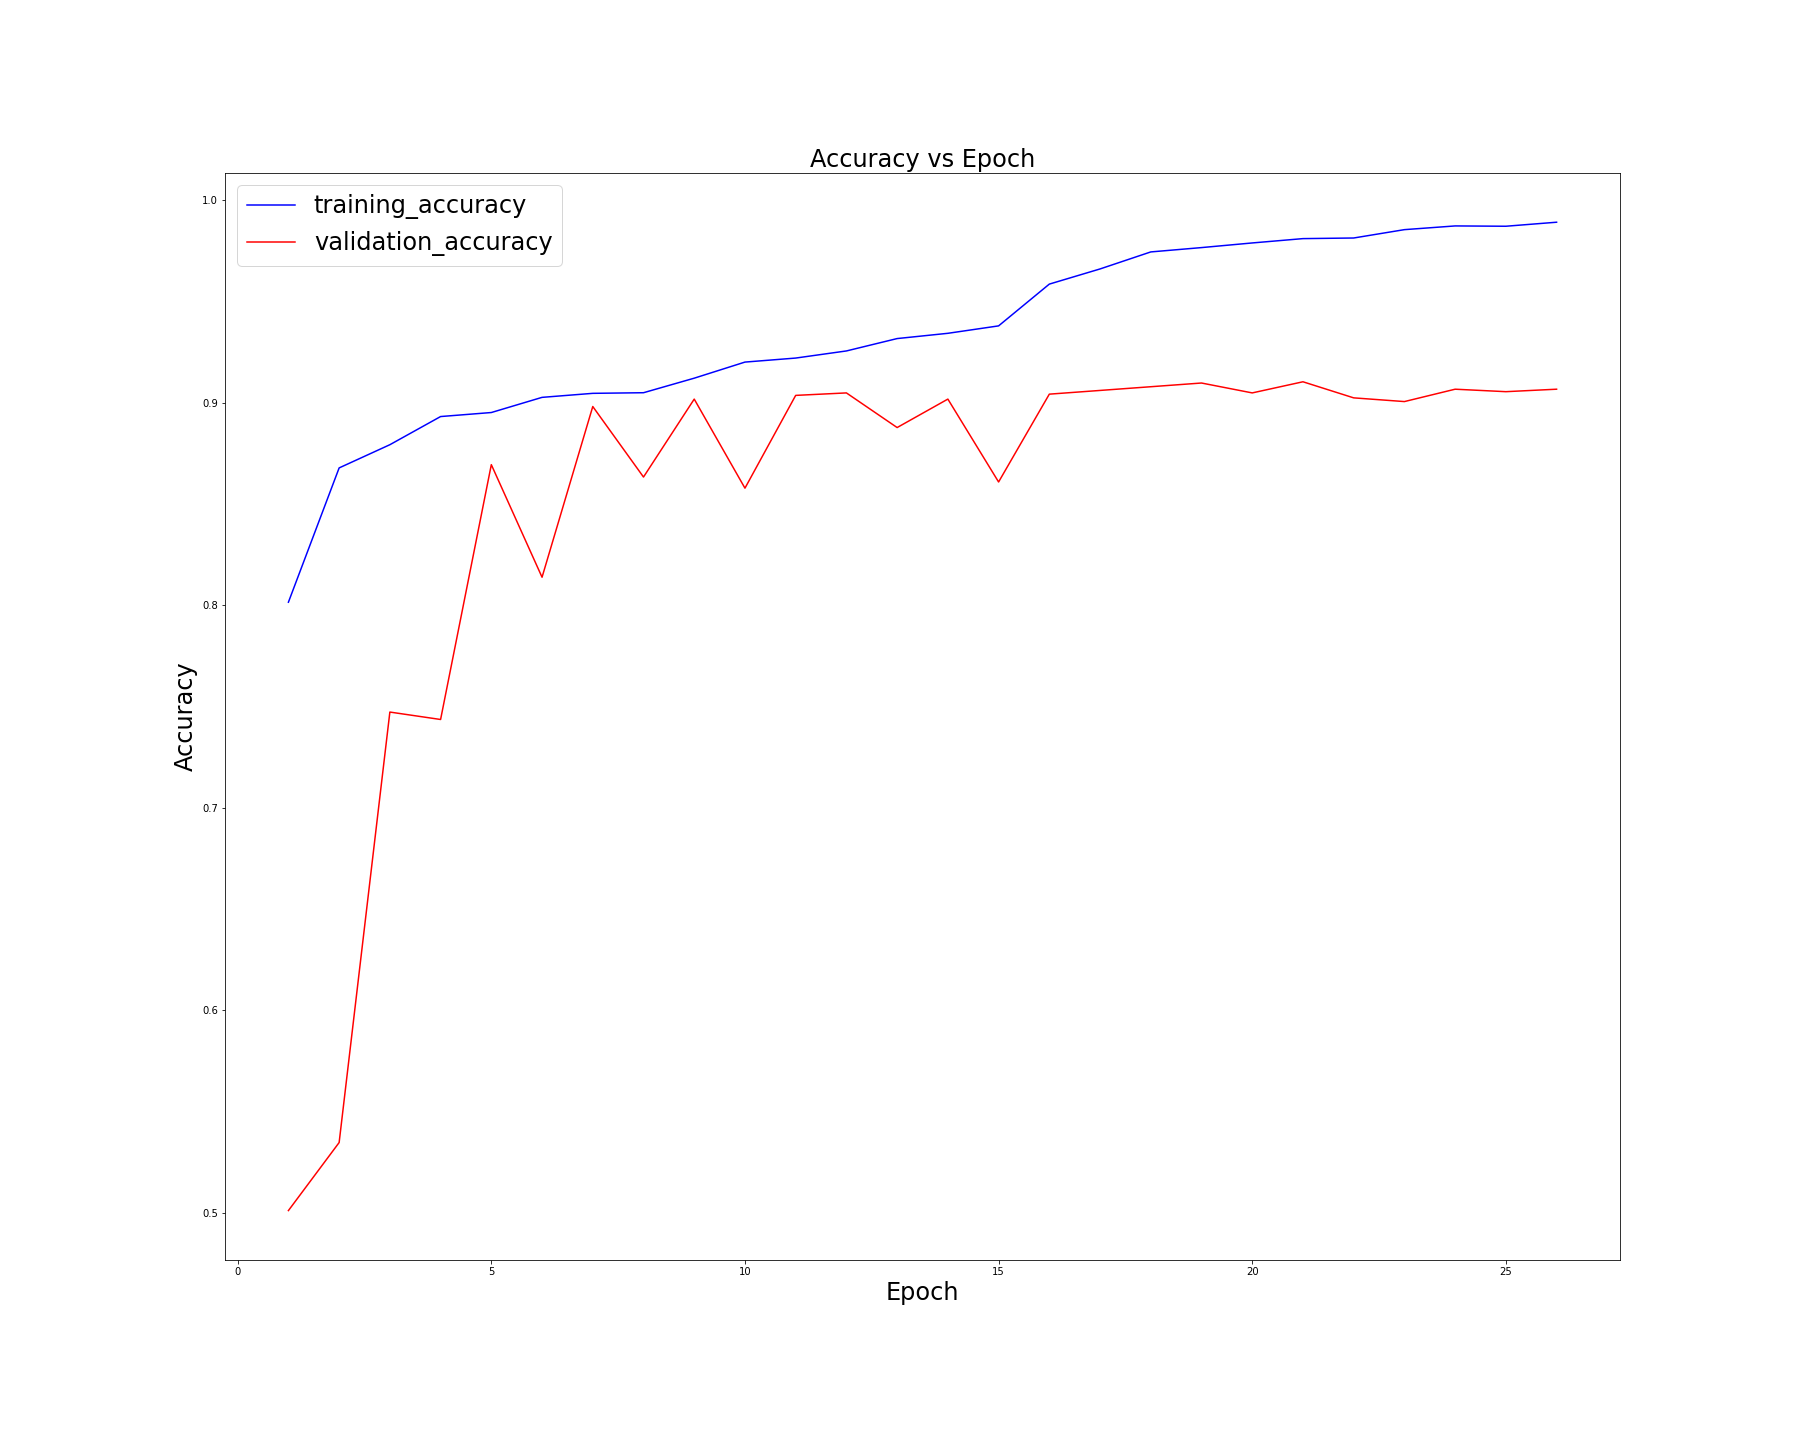 Accuracy vs Epoch
training_accuracy
validation_accuracy
1.0
0.9
0.8
0.7
0.6
0.5
Accuracy
0 5 10 15 20 25
Epoch